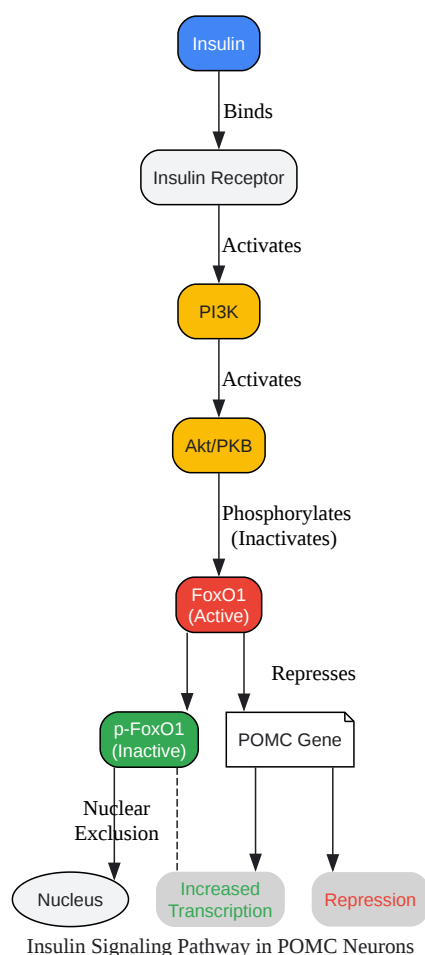 Insulin
Binds
Insulin Receptor
Activates
PI3K
Activates
Akt/PKB
Phosphorylates
(Inactivates)
FoxO1
(Active)
Represses
p-FoxO1
(Inactive)
POMC Gene
Nuclear
Exclusion
Nucleus
Increased
Transcription
Repression
Insulin Signaling Pathway in POMC Neurons